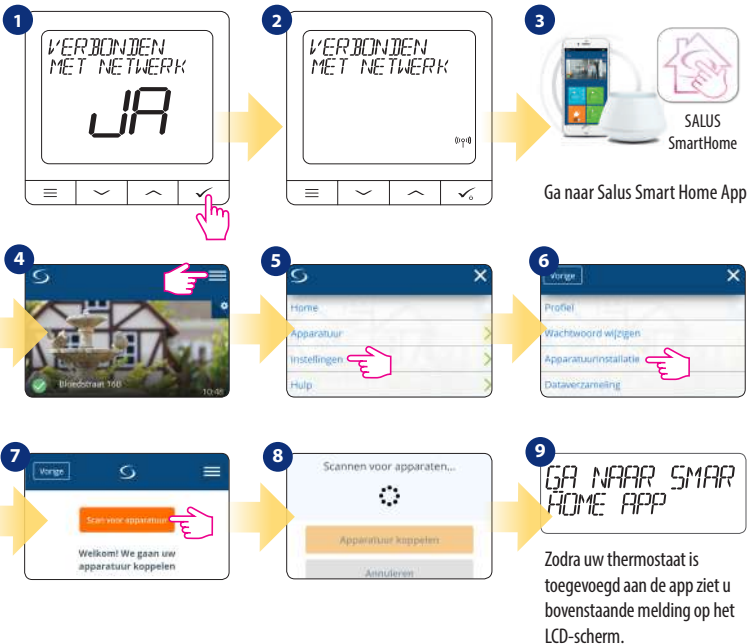 1
VERBONDEN
MET NETWERK
JA
2
VERBONDEN
MET NETWERK
3
SALUS
SmartHome
Ga naar Salus Smart Home App
4
Bloedstraat 16B
10:48
5
Home
Apparatuur
Instellingen
Hulp
6
Vorige
Profiel
Wachtwoord wijzigen
Apparatuurinstallatie
Dataverzameling
7
Vorige
Scan voor apparatuur
Welkom! We gaan uw
apparatuur koppelen
8
Scannen voor apparaten...
Apparatuur koppelen
Annuleren
9
GA NAAR SMAR
HOME APP
Zodra uw thermostaat is
toegevoegd aan de app ziet u
bovenstaande melding op het
LCD-scherm.